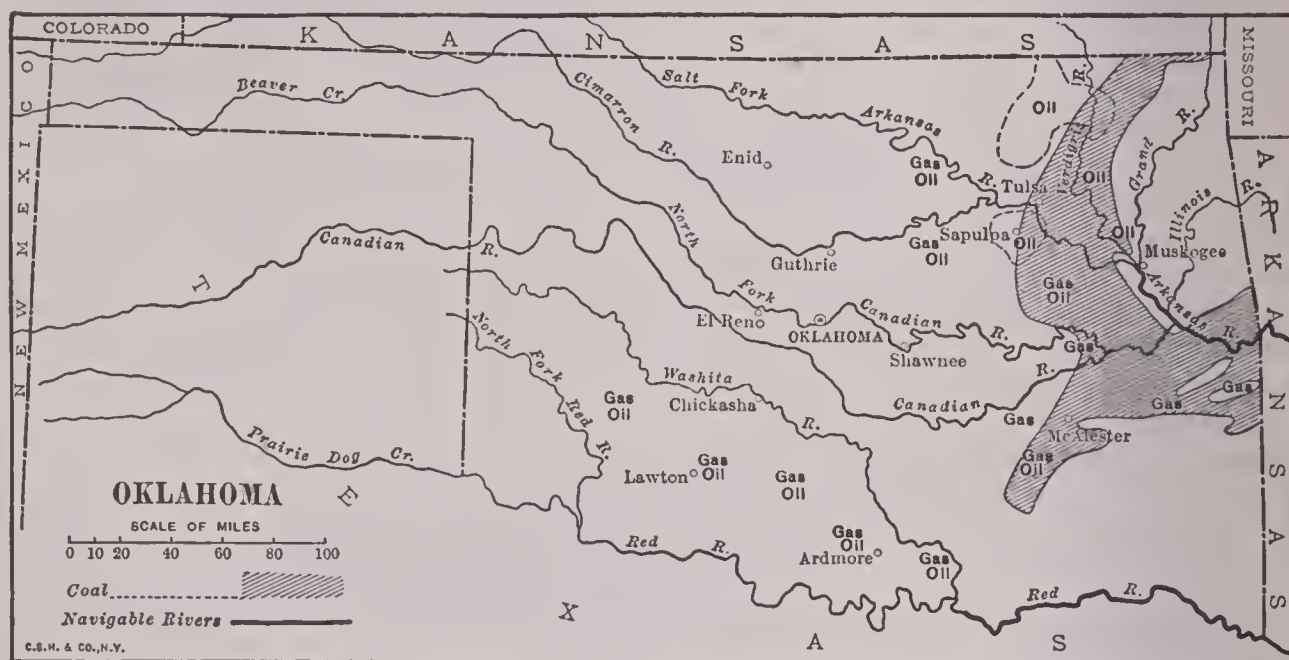 COLORADO
K A N S A S
MISSOURI
NEW MEXICO
Beaver Cr.
Cimarron R.
Salt Fork Arkansas R.
Oil
Verdigris R.
Grand R.
Illinois R.
ARKANSAS
Enid
Gas
Oil
Tulsa
Oil
North Fork Canadian R.
Canadian R.
Guthrie
Gas
Oil
Sapulpa
Oil
Oil
Muskogee
Gas
Oil
Arkansas R.
El Reno
OKLAHOMA
Shawnee
Gas
North Fork Red R.
Washita R.
Chickasha
Gas
Oil
Canadian R.
Gas
Gas
Gas
McAlester
Gas
Oil
Prairie Dog Cr.
Lawton
Gas
Oil
Gas
Oil
Ardmore
Gas
Oil
Gas
Oil
Red R.
Red R.
T E X A S
OKLAHOMA
SCALE OF MILES
0 10 20 40 60 80 100
Coal
Navigable Rivers
C.S.H. & CO.,N.Y.